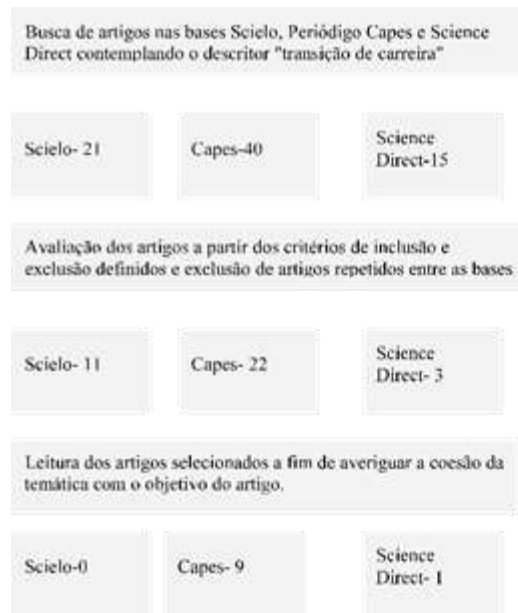 Busca de artigos nas bases Scielo, Periódigo Capes e Science
Direct contemplando o descritor "transição de carreira"
Scielo- 21
Capes-40
Science
Direct-15
Avaliação dos artigos a partir dos critérios de inclusão e
exclusão definidos e exclusão de artigos repetidos entre as bases
Scielo- 11
Capes- 22
Science
Direct- 3
Leitura dos artigos selecionados a fim de averiguar a coesão da
temática com o objetivo do artigo.
Scielo-0
Capes- 9
Science
Direct- 1